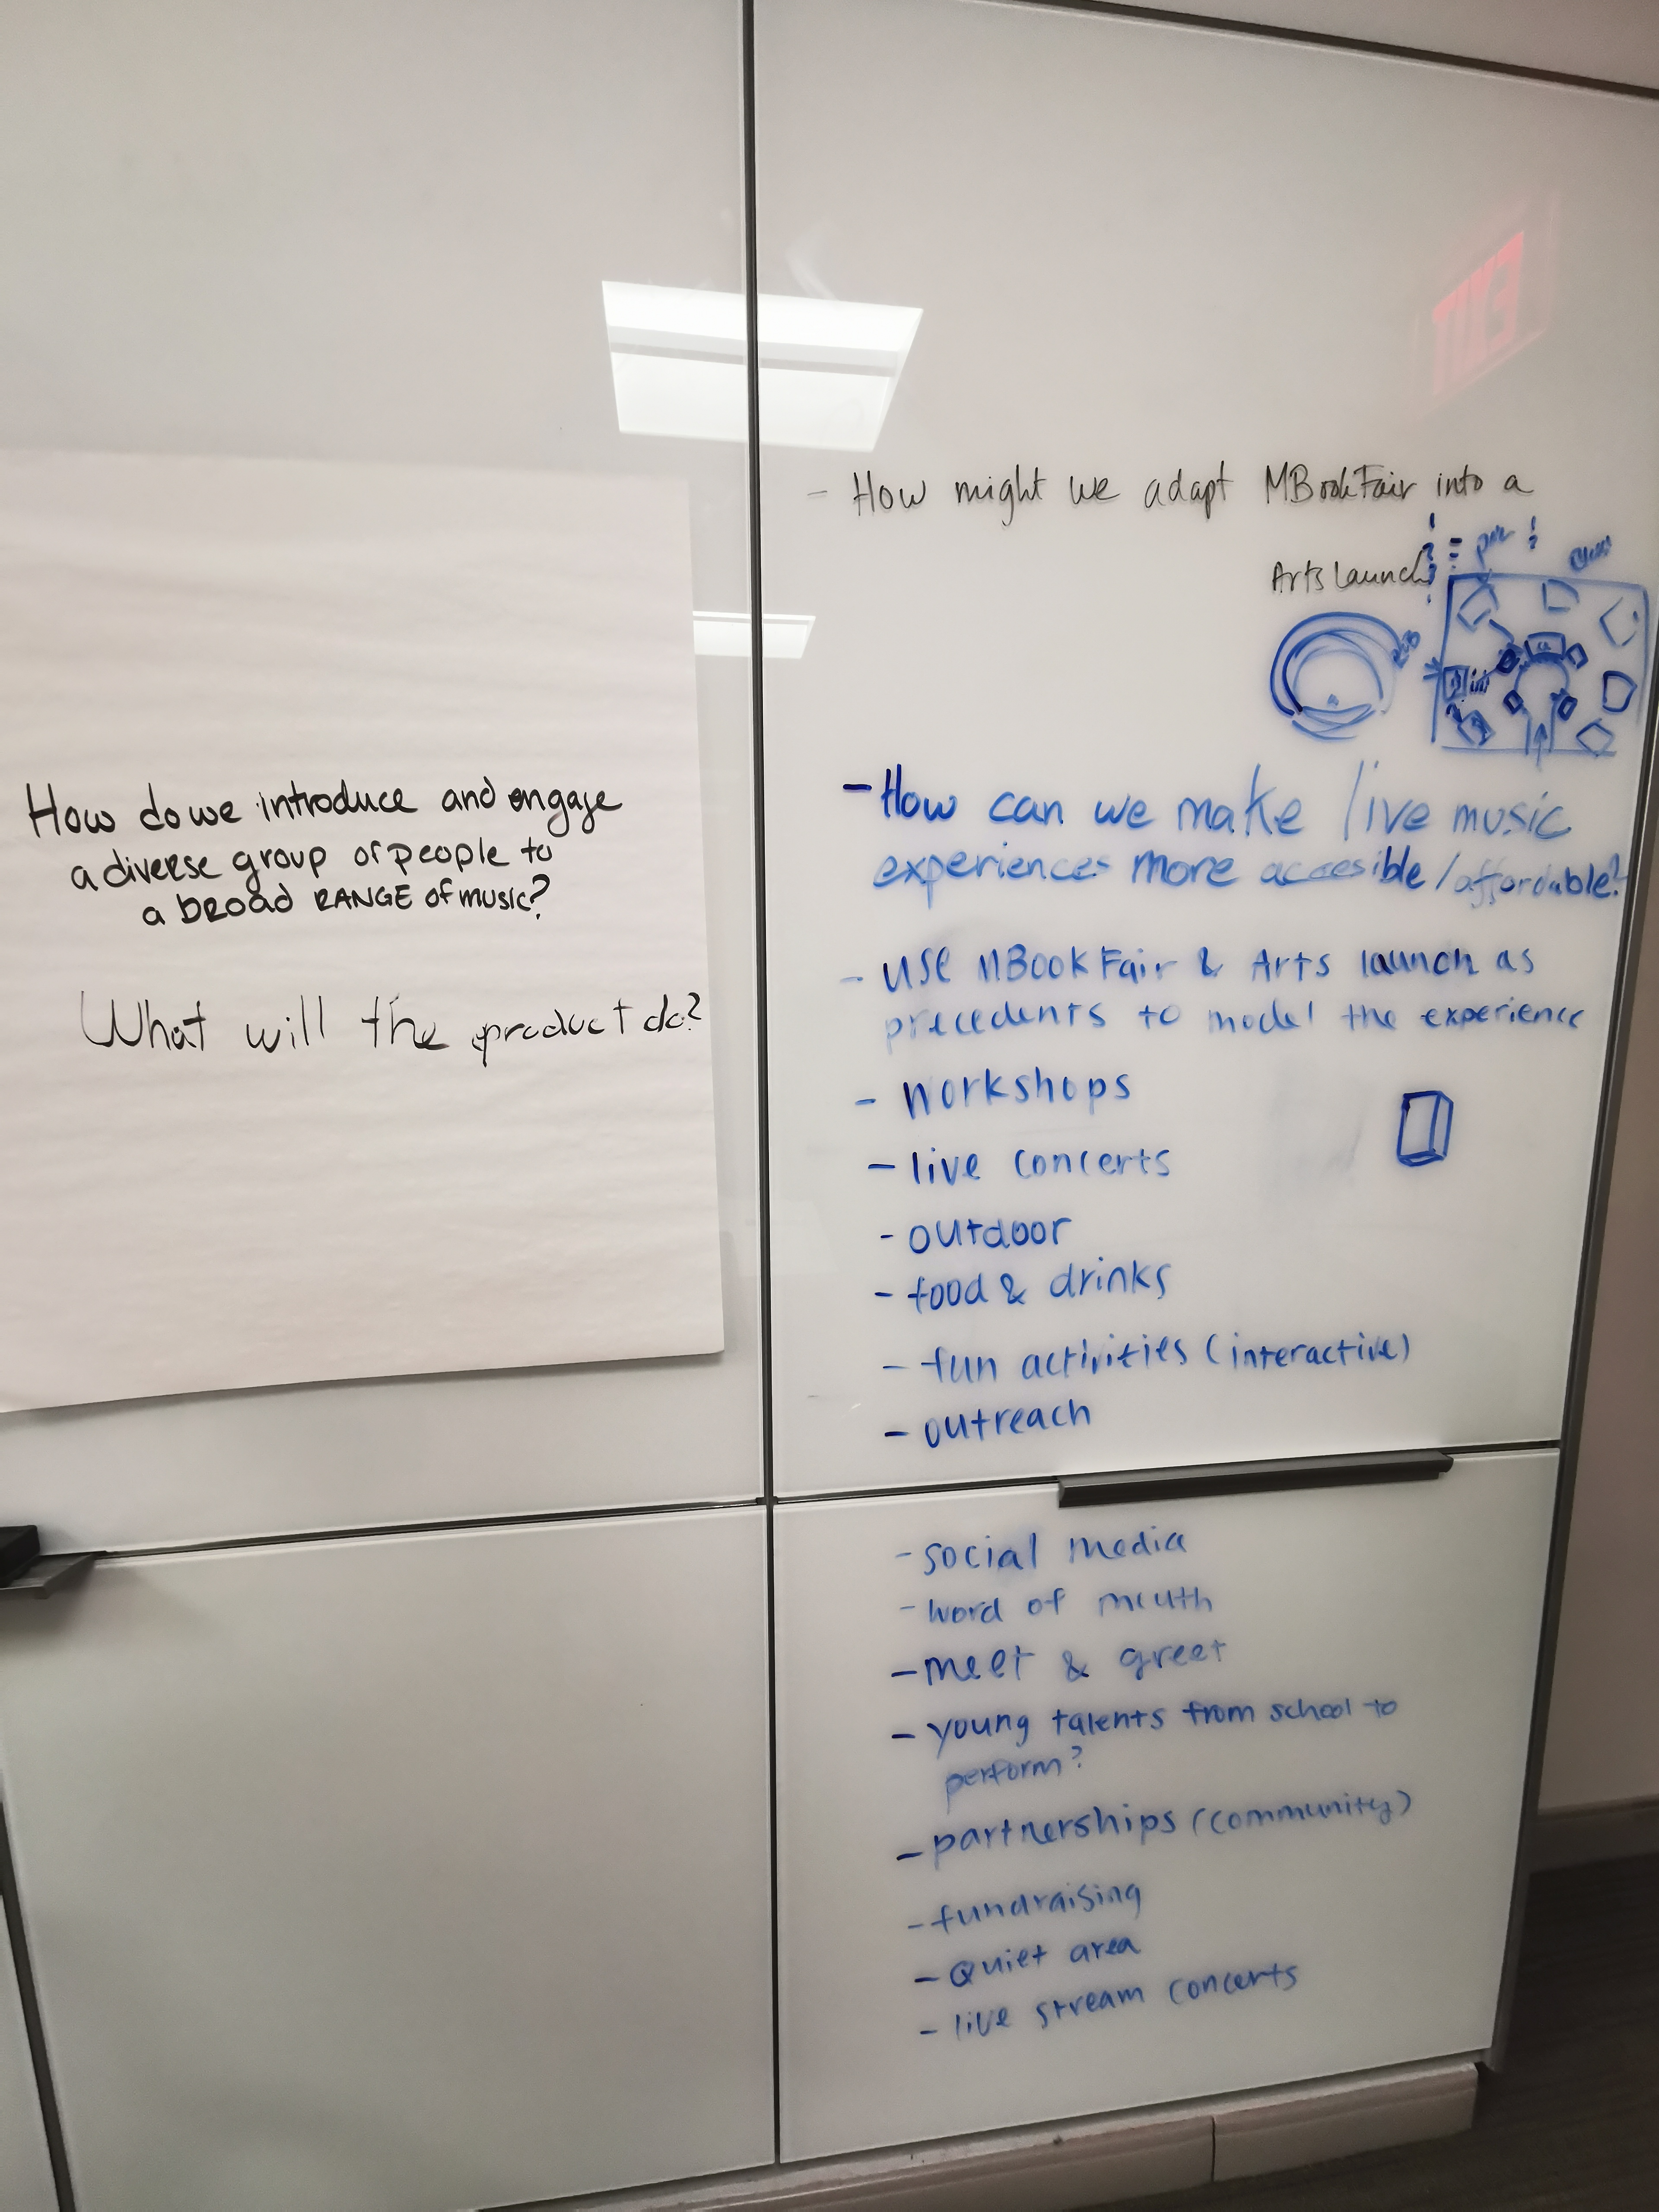 How do we introduce and engage
a diverse group of people to
a broad RANGE of music?
What will the product do?
- How might we adapt MBookFair into a
Arts Launch
- How can we make live music
experiences more accesible/affordable?
- USE MBOOK Fair & Arts launch as
precedents to model the experience
- workshops
- live concerts
- outdoor
- food & drinks
- fun activities (interactive)
- outreach
- social media
- word of mouth
- meet & greet
- young talents from school to
perform?
- partnerships (community)
- fundraising
- Quiet area
- live stream concerts
EXIT